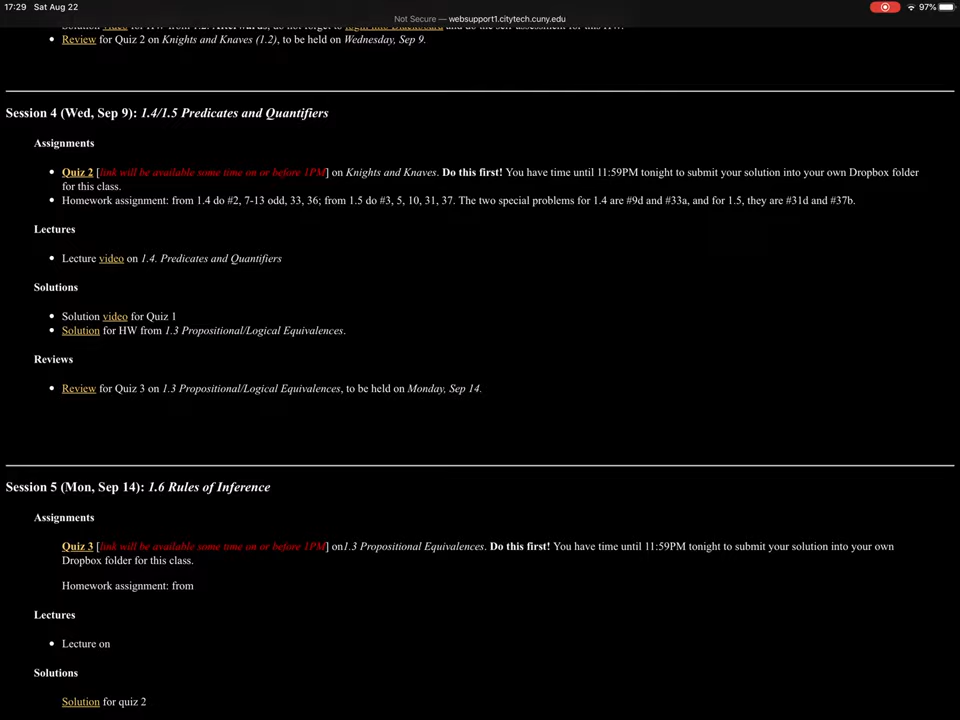 17:29 Sat Aug 22
97%
Not Secure — websupport1.citytech.cuny.edu
Review for Quiz 2 on Knights and Knaves (1.2), to be held on Wednesday, Sep 9.
Session 4 (Wed, Sep 9): 1.4/1.5 Predicates and Quantifiers
Assignments
Quiz 2 [link will be available some time on or before 1PM] on Knights and Knaves. Do this first! You have time until 11:59PM tonight to submit your solution into your own Dropbox folder
for this class.
Homework assignment: from 1.4 do #2, 7-13 odd, 33, 36; from 1.5 do #3, 5, 10, 31, 37. The two special problems for 1.4 are #9d and #33a, and for 1.5, they are #31d and #37b.
Lectures
Lecture video on 1.4. Predicates and Quantifiers
Solutions
Solution video for Quiz 1
Solution for HW from 1.3 Propositional/Logical Equivalences.
Reviews
Review for Quiz 3 on 1.3 Propositional/Logical Equivalences, to be held on Monday, Sep 14.
Session 5 (Mon, Sep 14): 1.6 Rules of Inference
Assignments
Quiz 3 [link will be available some time on or before 1PM] on1.3 Propositional Equivalences. Do this first! You have time until 11:59PM tonight to submit your solution into your own
Dropbox folder for this class.
Homework assignment: from
Lectures
Lecture on
Solutions
Solution for quiz 2